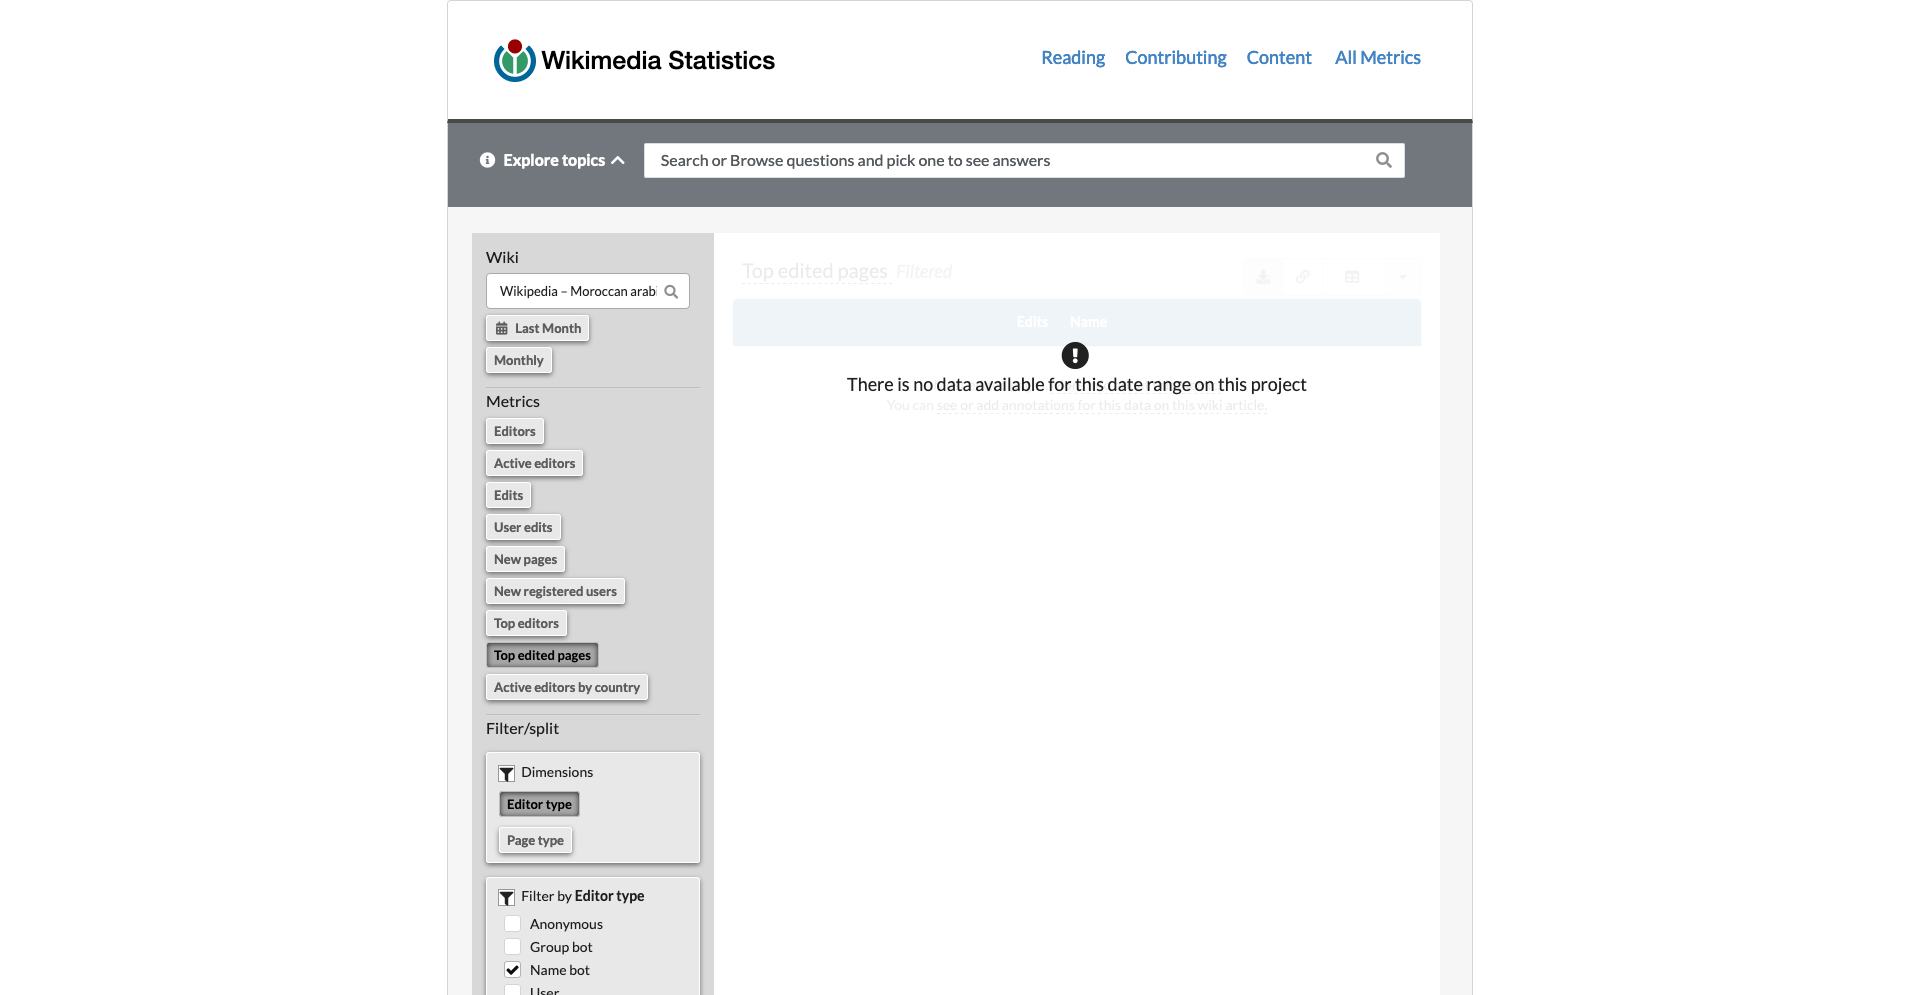 Wikimedia Statistics
Reading Contributing Content All Metrics
Explore topics
Search or Browse questions and pick one to see answers
Wiki
Wikipedia – Moroccan arabi
Last Month
Monthly
Metrics
Editors
Active editors
Edits
User edits
New pages
New registered users
Top editors
Top edited pages
Active editors by country
Filter/split
Dimensions
Editor type
Page type
Filter by Editor type
Anonymous
Group bot
Name bot
User
Top edited pages Filtered
Edits Name
There is no data available for this date range on this project
You can see or add annotations for this data on this wiki article.